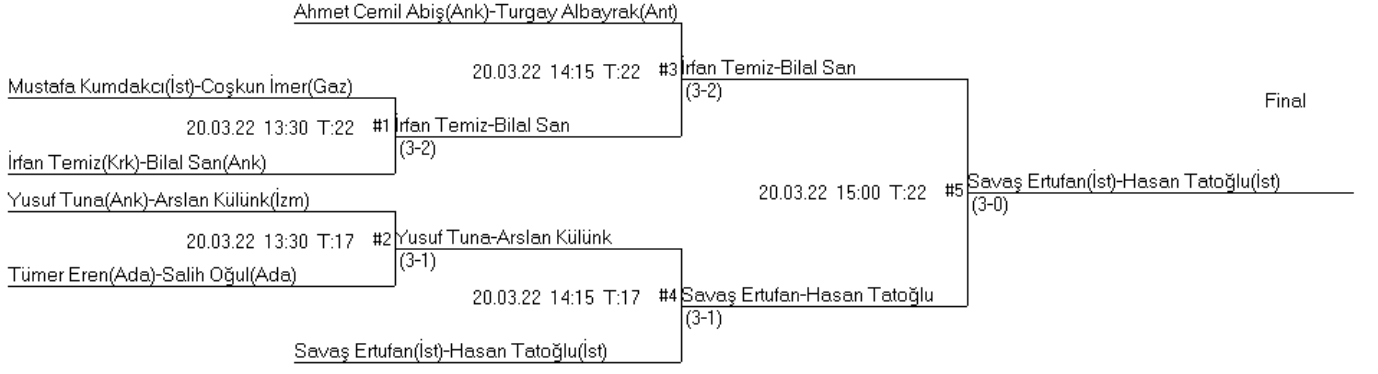 Ahmet Cemil Abiş(Ank)-Turgay Albayrak(Ant)
20.03.22 14:15 T:22 #3
İrfan Temiz-Bilal San
(3-2)
Mustafa Kumdakcı(İst)-Coşkun İmer(Gaz)
Final
20.03.22 13:30 T:22 #1
İrfan Temiz-Bilal San
(3-2)
İrfan Temiz(Krk)-Bilal San(Ank)
20.03.22 15:00 T:22 #5
Savaş Ertufan(İst)-Hasan Tatoğlu(İst)
(3-0)
Yusuf Tuna(Ank)-Arslan Külünk(İzm)
20.03.22 13:30 T:17 #2
Yusuf Tuna-Arslan Külünk
(3-1)
Tümer Eren(Ada)-Salih Oğul(Ada)
20.03.22 14:15 T:17 #4
Savaş Ertufan-Hasan Tatoğlu
(3-1)
Savaş Ertufan(İst)-Hasan Tatoğlu(İst)